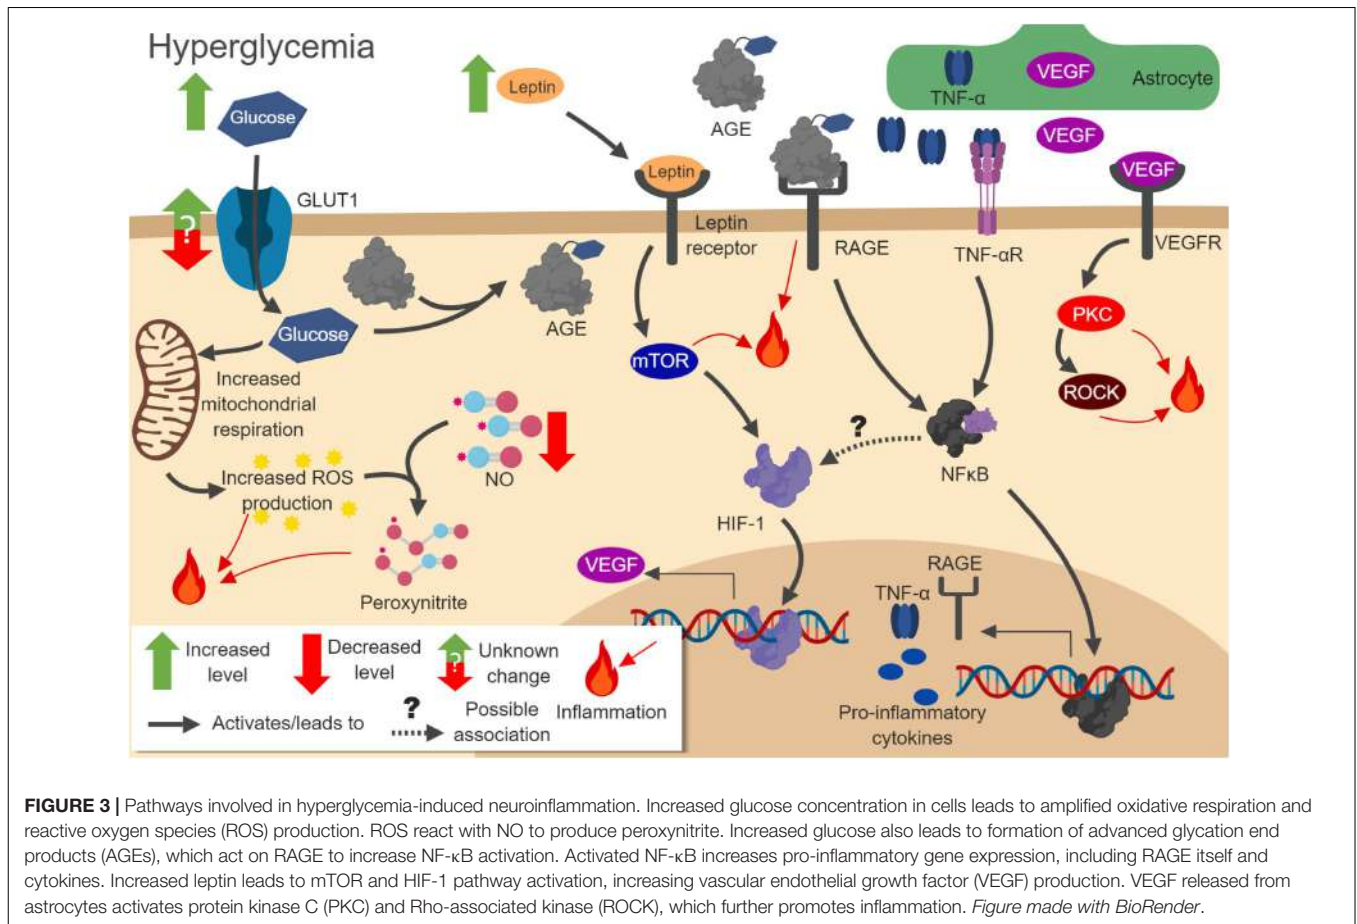 Hyperglycemia
Glucose
Leptin
AGE
TNF-α
VEGF
Astrocyte
VEGF
?
GLUT1
Leptin
Leptin
receptor
RAGE
TNF-αR
VEGF
VEGFR
Glucose
AGE
mTOR
PKC
ROCK
Increased
mitochondrial
respiration
Increased ROS
production
NO
?
NFκB
HIF-1
Peroxynitrite
VEGF
RAGE
TNF-α
Pro-inflammatory
cytokines
Increased
level
Decreased
level
?
Unknown
change
Activates/leads to
?
Possible
association
Inflammation
FIGURE 3 | Pathways involved in hyperglycemia-induced neuroinflammation. Increased glucose concentration in cells leads to amplified oxidative respiration and
reactive oxygen species (ROS) production. ROS react with NO to produce peroxynitrite. Increased glucose also leads to formation of advanced glycation end
products (AGEs), which act on RAGE to increase NF-κB activation. Activated NF-κB increases pro-inflammatory gene expression, including RAGE itself and
cytokines. Increased leptin leads to mTOR and HIF-1 pathway activation, increasing vascular endothelial growth factor (VEGF) production. VEGF released from
astrocytes activates protein kinase C (PKC) and Rho-associated kinase (ROCK), which further promotes inflammation. Figure made with BioRender.